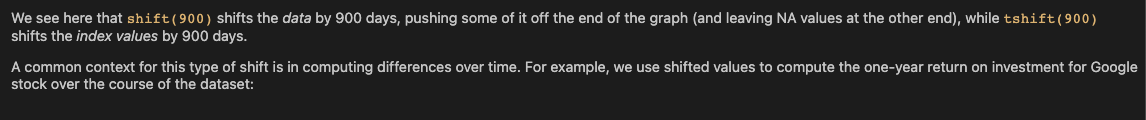 We see here that shift(900) shifts the data by 900 days, pushing some of it off the end of the graph (and leaving NA values at the other end), while tshift(900)
shifts the index values by 900 days.
A common context for this type of shift is in computing differences over time. For example, we use shifted values to compute the one-year return on investment for Google
stock over the course of the dataset: